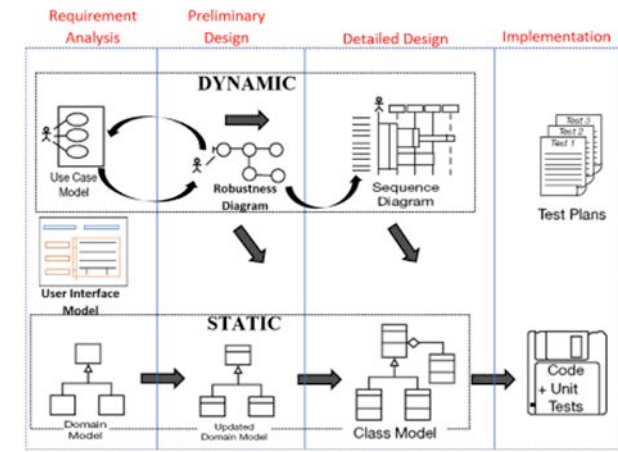 Requirement
Analysis
Preliminary
Design
Detailed Design
Implementation
DYNAMIC
Use Case
Model
Robustness
Diagram
Sequence
Diagram
Test 3
Test 2
Test 1
Test Plans
User Interface
Model
STATIC
Domain
Model
Updated
Domain Model
Class Model
Code
+ Unit
Tests